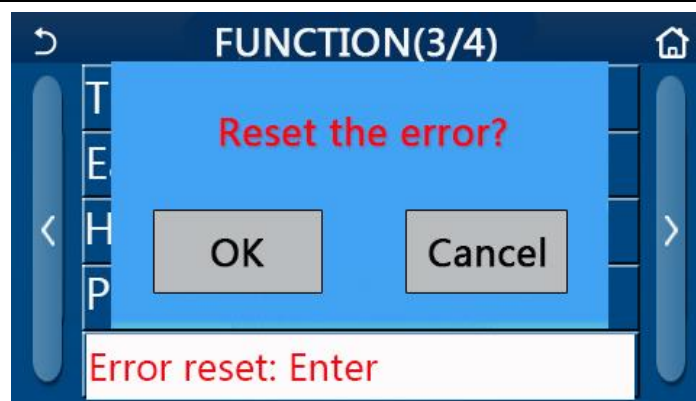 FUNCTION(3/4)
T
Reset the error?
E
H
OK
Cancel
P
Error reset: Enter